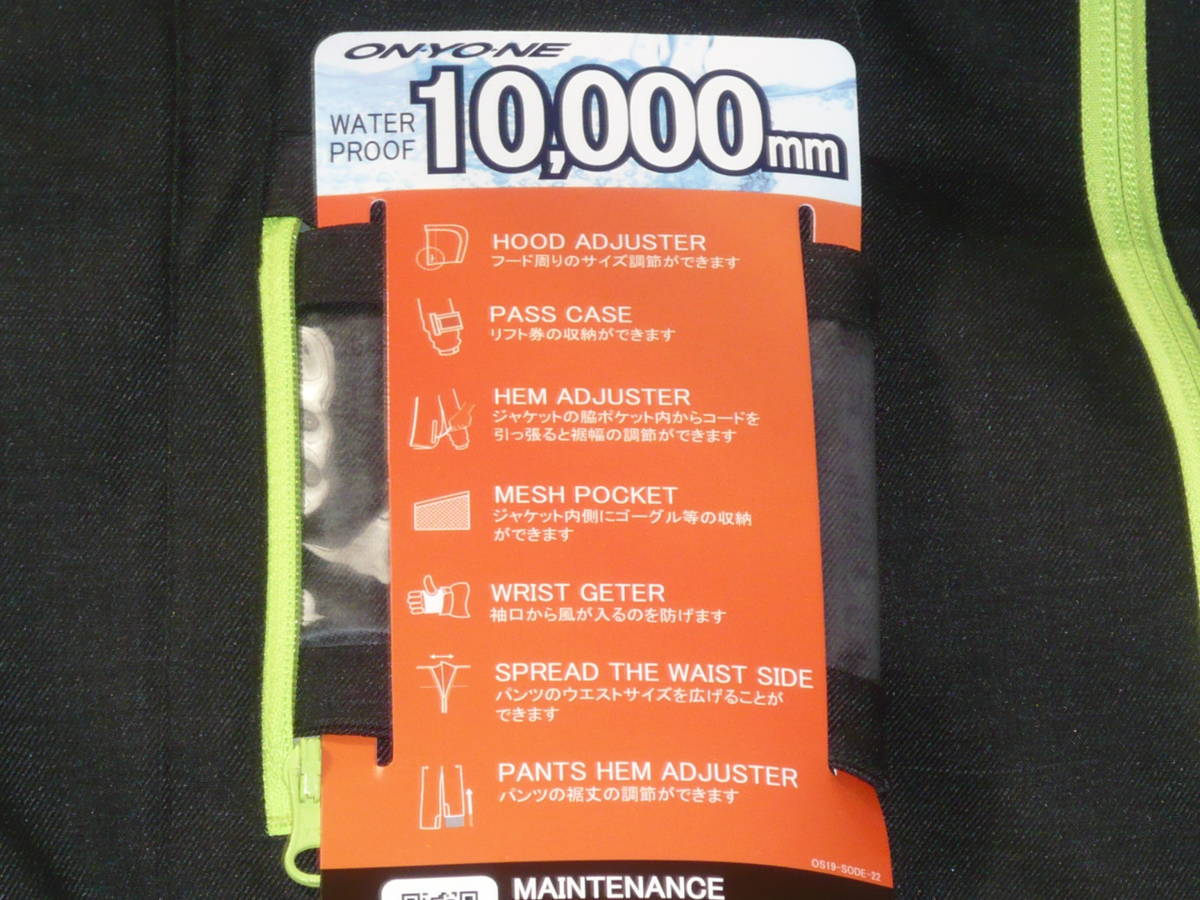 ON·YO·NE
WATER
PROOF
10,000mm
HOOD ADJUSTER
フード周りのサイズ調節ができます
PASS CASE
リフト券の収納ができます
HEM ADJUSTER
ジャケットの脇ポケット内からコードを
引っ張ると裾幅の調節ができます
MESH POCKET
ジャケット内側にゴーグル等の収納
ができます
WRIST GETER
袖口から風が入るのを防げます
SPREAD THE WAIST SIDE
パンツのウエストサイズを広げることが
できます
PANTS HEM ADJUSTER
パンツの裾丈の調節ができます
OS19-SODE-22
MAINTENANCE